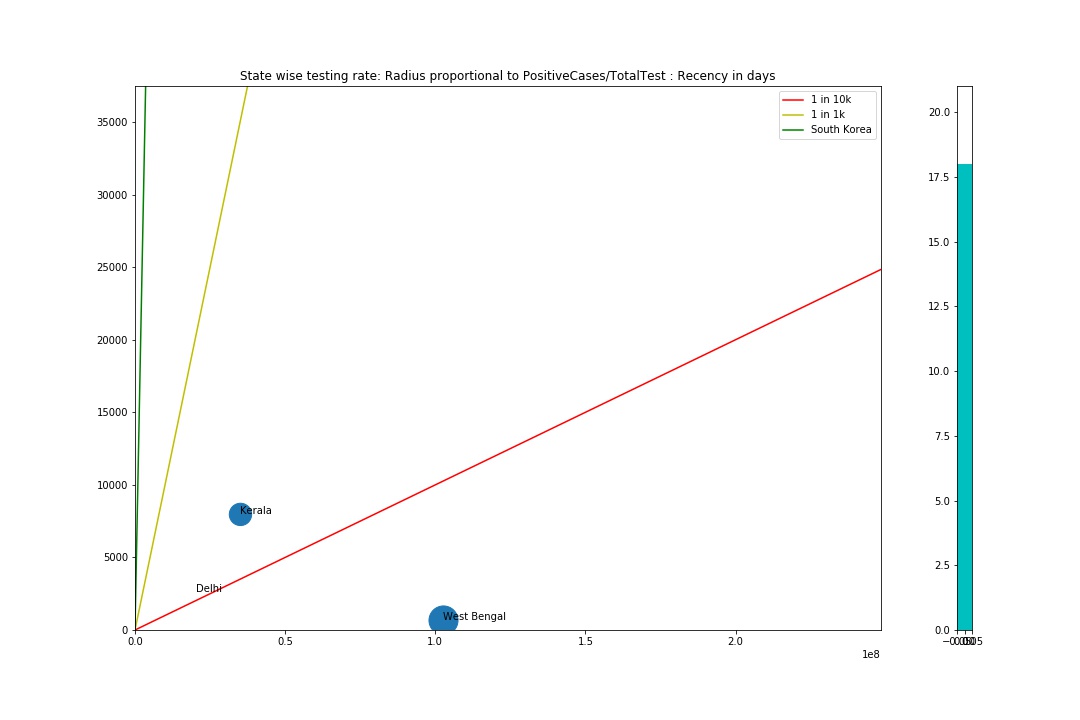 State wise testing rate: Radius proportional to PositiveCases/TotalTest : Recency in days
1 in 10k
1 in 1k
South Korea
35000
30000
25000
20000
15000
10000
5000
0
Kerala
Delhi
West Bengal
0.0
0.5
1.0
1.5
2.0
1e8
20.0
17.5
15.0
12.5
10.0
7.5
5.0
2.5
0.0